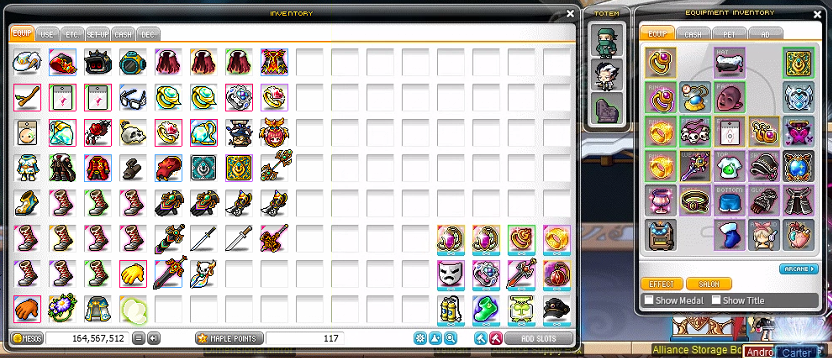 INVENTORY
EQUIP USE ETC. SET-UP CASH DEC.
MESOS 164,567,512 MAPLE POINTS 117 ADD SLOTS
TOTEM
EQUIPMENT INVENTORY
EQUIP CASH PET AD
HAT
TOP
BOTTOM
ARCANE
EFFECT SALON
Show Medal Show Title
Alliance Storage Bo
Andro Carter